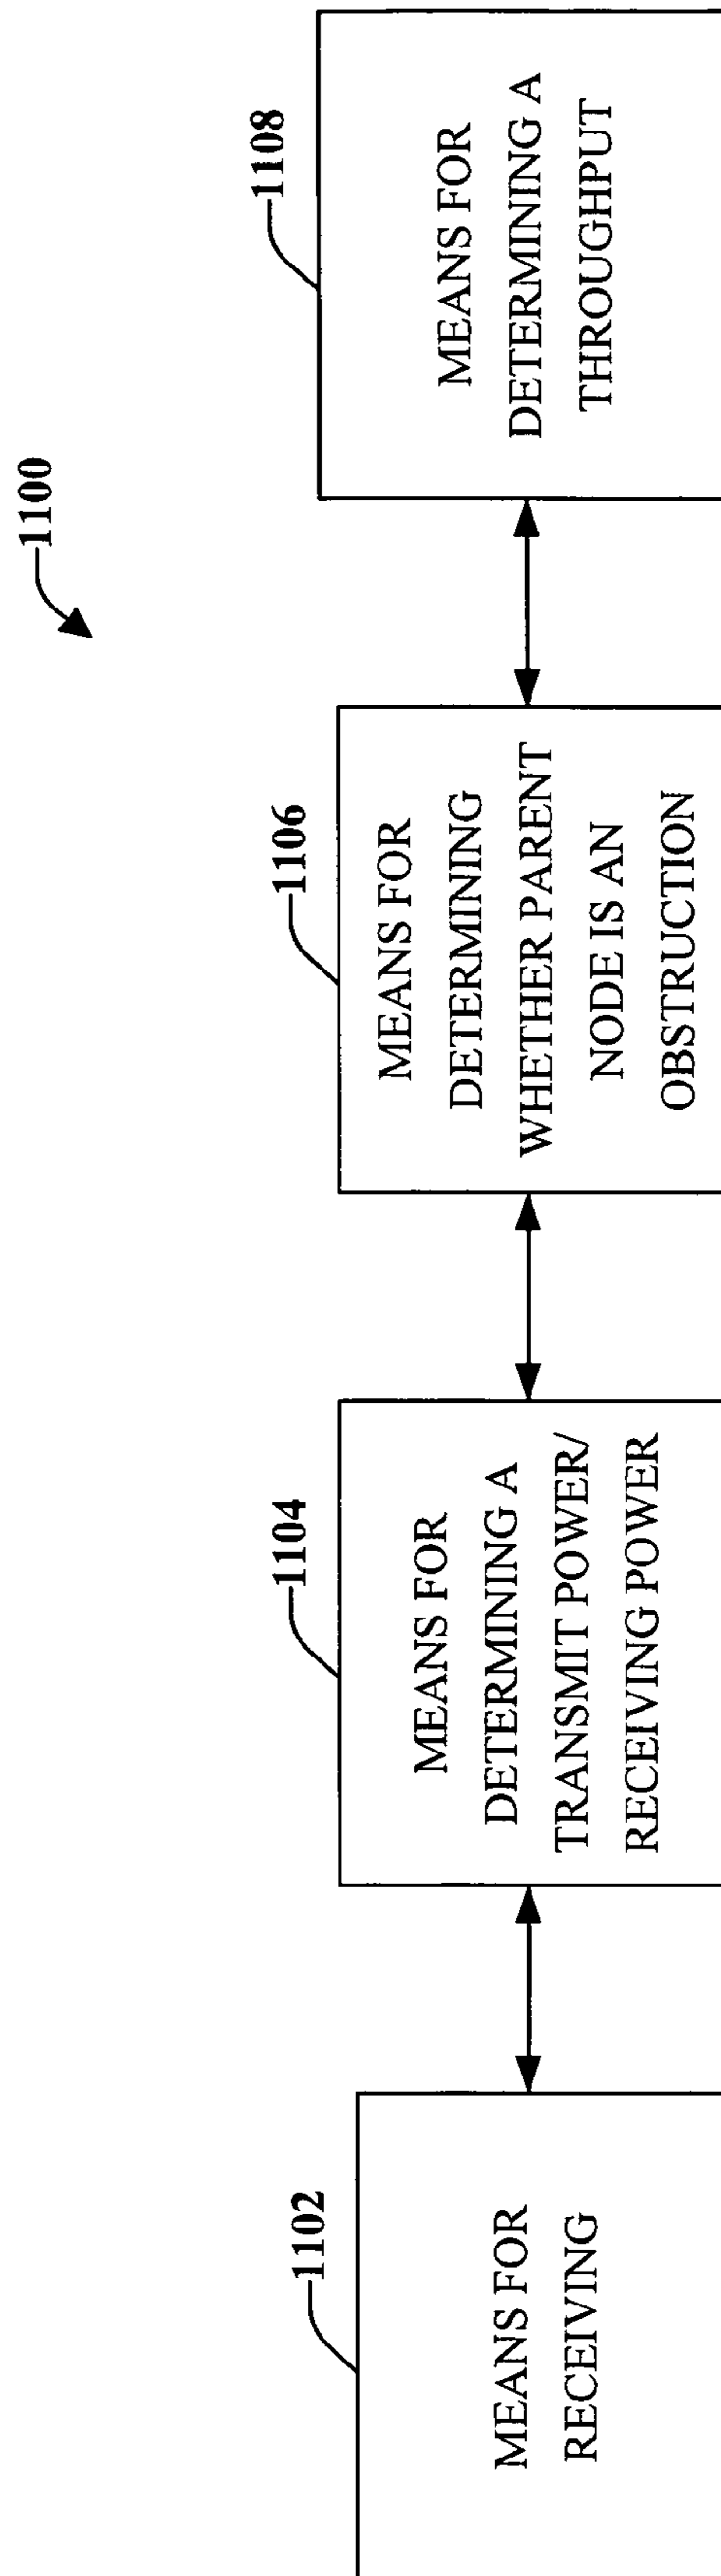 1100
1102
MEANS FOR
RECEIVING
1104
MEANS FOR
DETERMINING A
TRANSMIT POWER/
RECEIVING POWER
1106
MEANS FOR
DETERMINING
WHETHER PARENT
NODE IS AN
OBSTRUCTION
1108
MEANS FOR
DETERMINING A
THROUGHPUT